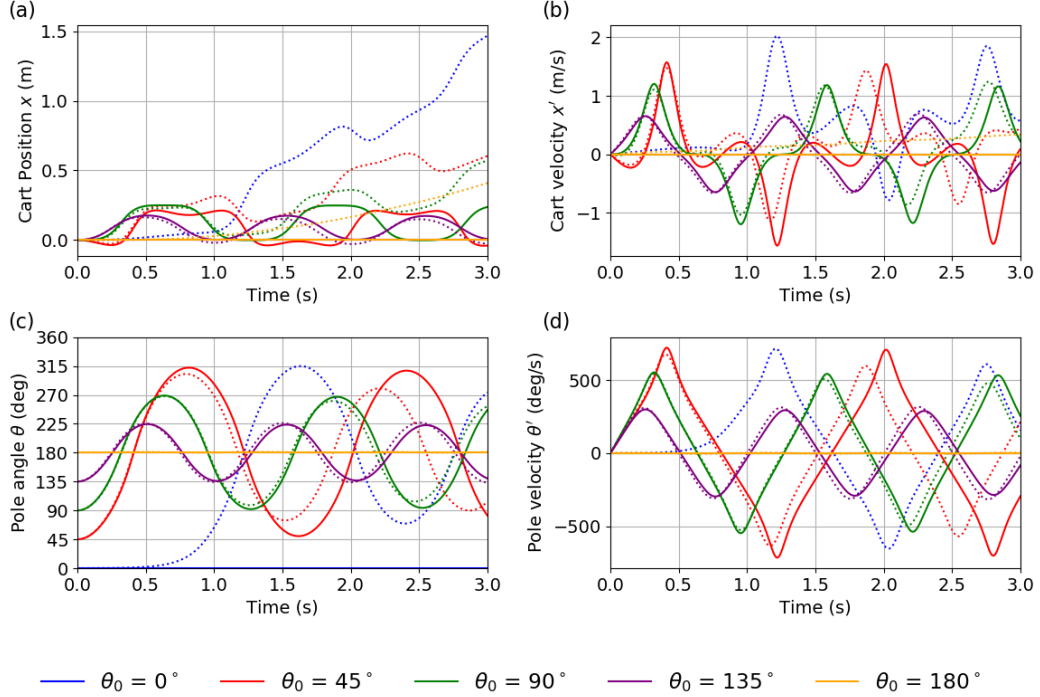 (a)
1.5
1.0
0.5
0.0
Cart Position x (m)
0.0 0.5 1.0 1.5 2.0 2.5 3.0
Time (s)
(b)
2
1
0
−1
Cart velocity x′ (m/s)
0.0 0.5 1.0 1.5 2.0 2.5 3.0
Time (s)
(c)
360
315
270
225
180
135
90
45
0
Pole angle θ (deg)
0.0 0.5 1.0 1.5 2.0 2.5 3.0
Time (s)
(d)
500
0
−500
Pole velocity θ′ (deg/s)
0.0 0.5 1.0 1.5 2.0 2.5 3.0
Time (s)
θ₀ = 0° θ₀ = 45° θ₀ = 90° θ₀ = 135° θ₀ = 180°